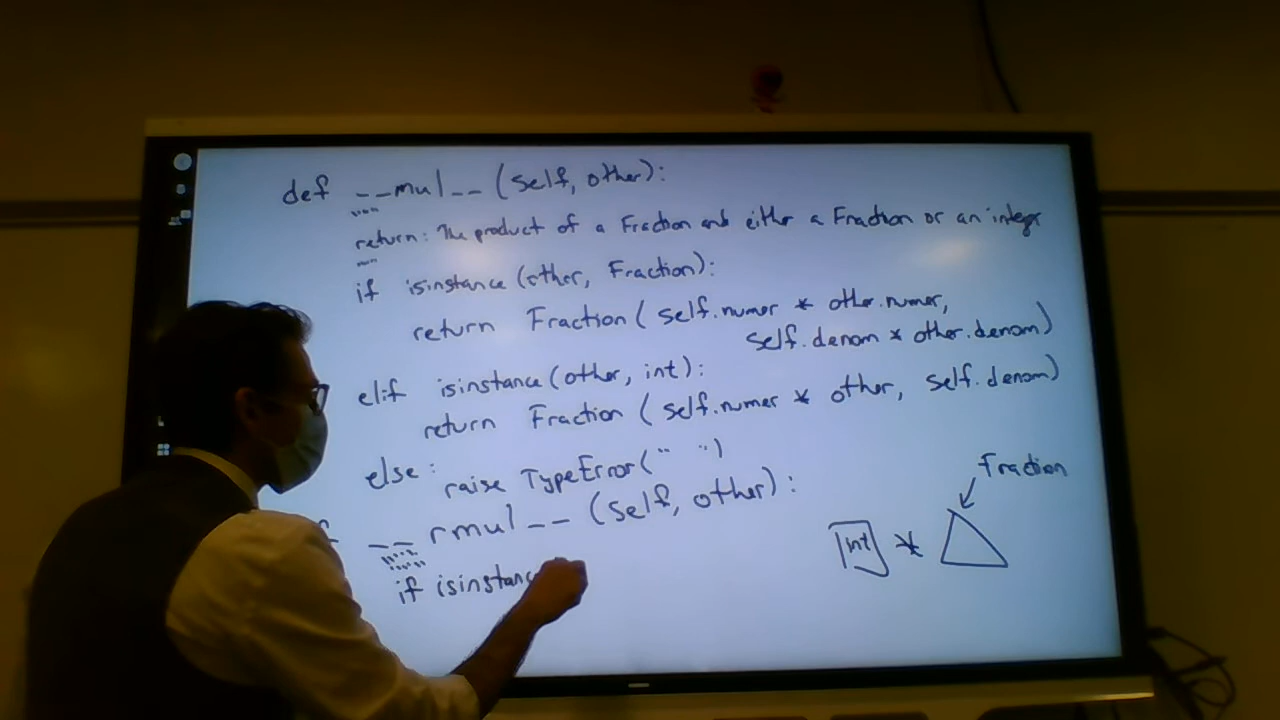 def __mul__ (self, other):
""""
return: The product of a Fraction and either a Fraction or an integr
""""
if isinstance (other, Fraction):
return Fraction ( self.numer * other.numer,
self.denom * other.denom)
elif isinstance (other, int):
return Fraction ( self.numer * other, self.denom)
else: raise TypeError(" ")
f __rmul__ (self, other):
if isinstanc
Fraction
int *